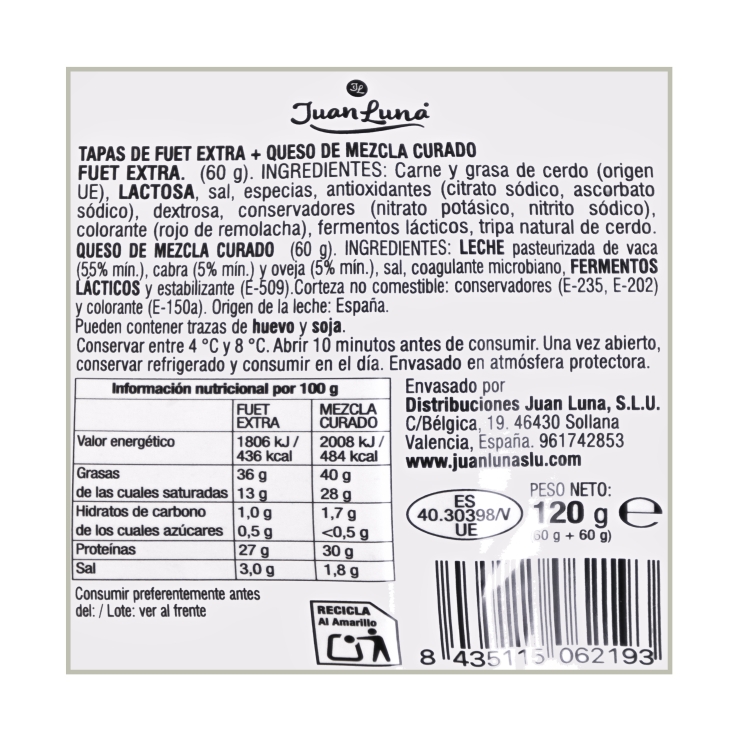 JL
Juan Luna
TAPAS DE FUET EXTRA + QUESO DE MEZCLA CURADO
FUET EXTRA. (60 g). INGREDIENTES: Carne y grasa de cerdo (origen
UE), LACTOSA, sal, especias, antioxidantes (citrato sódico, ascorbato
sódico), dextrosa, conservadores (nitrato potásico, nitrito sódico),
colorante (rojo de remolacha), fermentos lácticos, tripa natural de cerdo.
QUESO DE MEZCLA CURADO (60 g). INGREDIENTES: LECHE pasteurizada de vaca
(55% mín.), cabra (5% mín.) y oveja (5% mín.), sal, coagulante microbiano, FERMENTOS
LÁCTICOS y estabilizante (E-509).Corteza no comestible: conservadores (E-235, E-202)
y colorante (E-150a). Origen de la leche: España.
Pueden contener trazas de huevo y soja.
Conservar entre 4 °C y 8 °C. Abrir 10 minutos antes de consumir. Una vez abierto,
conservar refrigerado y consumir en el día. Envasado en atmósfera protectora.
Información nutricional por 100 g
FUET EXTRA MEZCLA CURADO
Valor energético 1806 kJ / 436 kcal 2008 kJ / 484 kcal
Grasas 36 g 40 g
de las cuales saturadas 13 g 28 g
Hidratos de carbono 1,0 g 1,7 g
de los cuales azúcares 0,5 g <0,5 g
Proteínas 27 g 30 g
Sal 3,0 g 1,8 g
Consumir preferentemente antes
del: / Lote: ver al frente
Envasado por
Distribuciones Juan Luna, S.L.U.
C/Bélgica, 19. 46430 Sollana
Valencia, España. 961742853
www.juanlunaslu.com
ES
40.30398/V
UE
PESO NETO:
120 g e
60 g + 60 g)
RECICLA
Al Amarillo
8 435115 062193